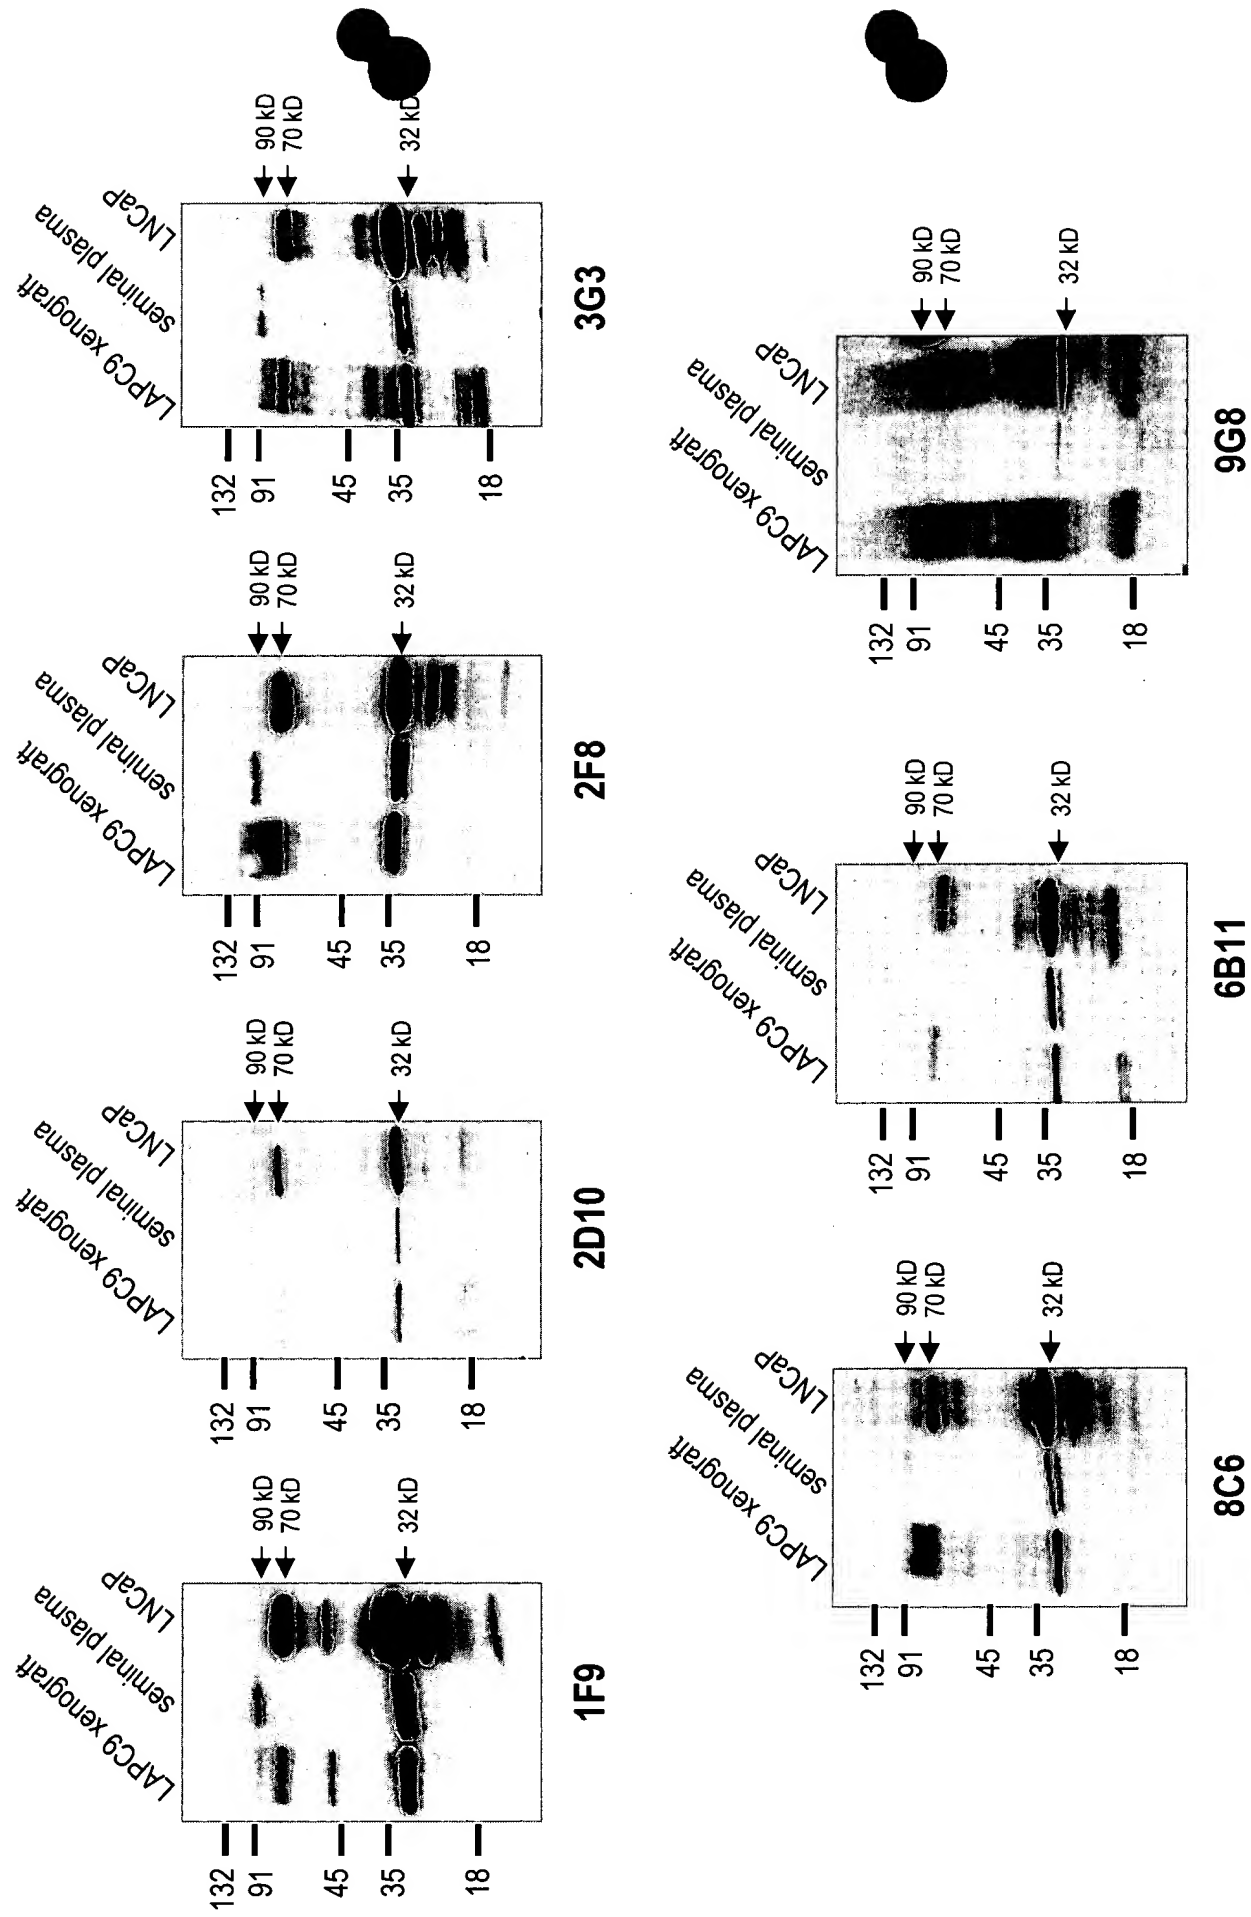 LAPC9 xenograft
seminal plasma
LNCaP
132
91
45
35
18
90 kD
70 kD
32 kD
1F9
LAPC9 xenograft
seminal plasma
LNCaP
132
91
45
35
18
90 kD
70 kD
32 kD
2D10
LAPC9 xenograft
seminal plasma
LNCaP
132
91
45
35
18
90 kD
70 kD
32 kD
2F8
LAPC9 xenograft
seminal plasma
LNCaP
132
91
45
35
18
90 kD
70 kD
32 kD
3G3
LAPC9 xenograft
seminal plasma
LNCaP
132
91
45
35
18
90 kD
70 kD
32 kD
8C6
LAPC9 xenograft
seminal plasma
LNCaP
132
91
45
35
18
90 kD
70 kD
32 kD
6B11
LAPC9 xenograft
seminal plasma
LNCaP
132
91
45
35
18
90 kD
70 kD
32 kD
9G8